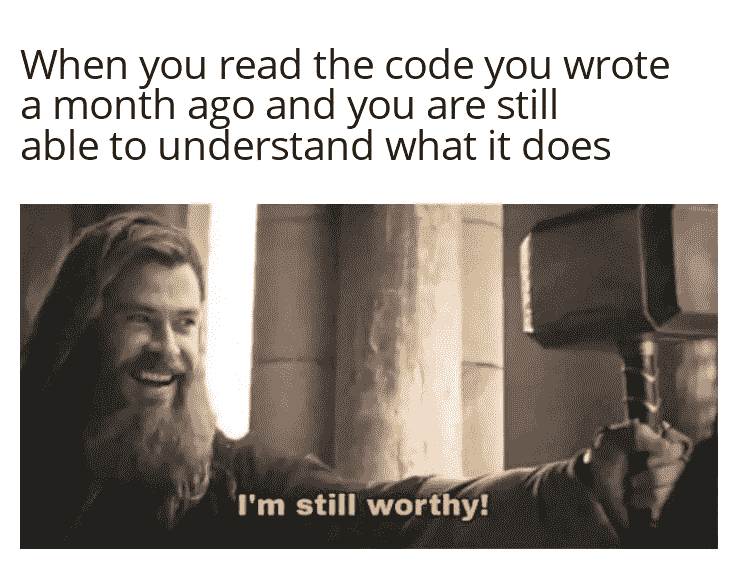 When you read the code you wrote
a month ago and you are still
able to understand what it does
I'm still worthy!